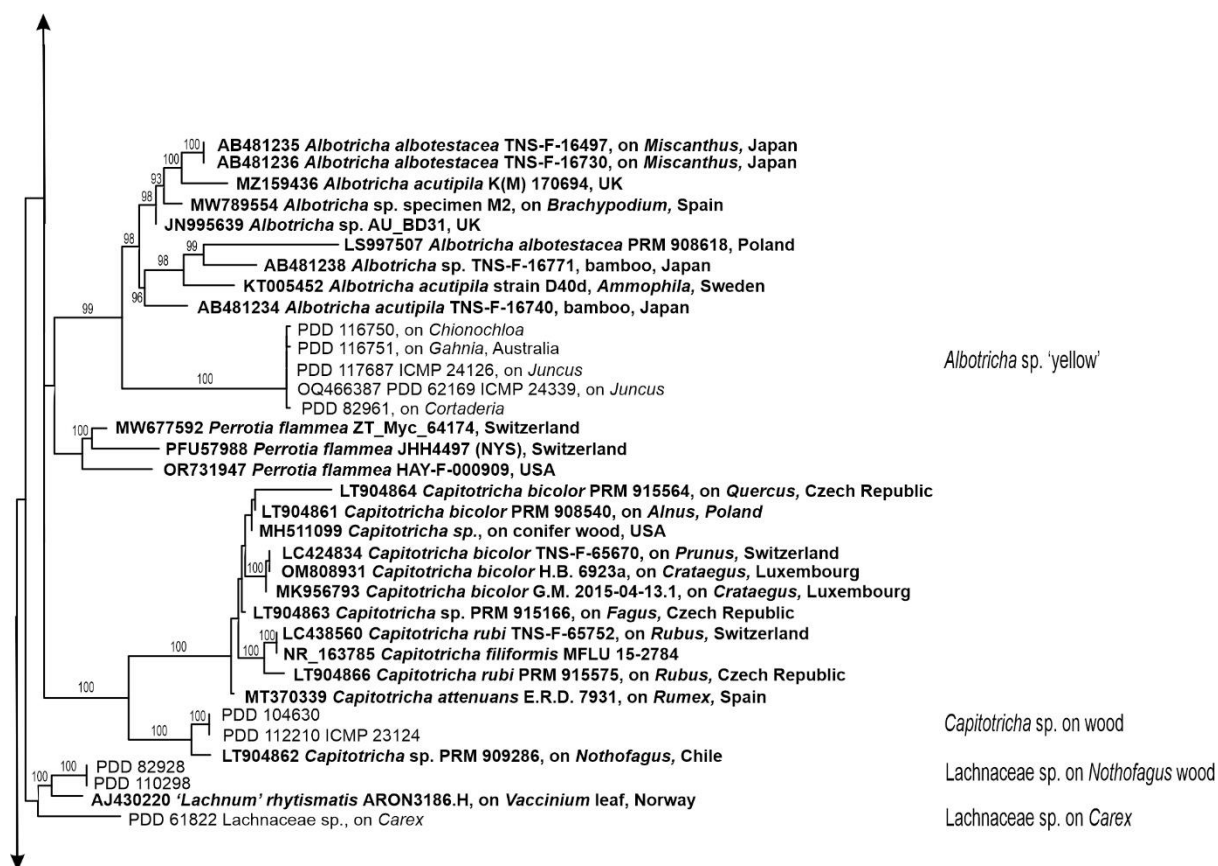 100 AB481235 Albotricha albotestacea TNS-F-16497, on Miscanthus, Japan
100 AB481236 Albotricha albotestacea TNS-F-16730, on Miscanthus, Japan
93 MZ159436 Albotricha acutipila K(M) 170694, UK
98 MW789554 Albotricha sp. specimen M2, on Brachypodium, Spain
JN995639 Albotricha sp. AU_BD31, UK
98 99 LS997507 Albotricha albotestacea PRM 908618, Poland
98 AB481238 Albotricha sp. TNS-F-16771, bamboo, Japan
KT005452 Albotricha acutipila strain D40d, Ammophila, Sweden
96 AB481234 Albotricha acutipila TNS-F-16740, bamboo, Japan
99
PDD 116750, on Chionochloa
PDD 116751, on Gahnia, Australia
Albotricha sp. ‘yellow’
PDD 117687 ICMP 24126, on Juncus
100 OQ466387 PDD 62169 ICMP 24339, on Juncus
PDD 82961, on Cortaderia
MW677592 Perrotia flammea ZT_Myc_64174, Switzerland
100 PFU57988 Perrotia flammea JHH4497 (NYS), Switzerland
OR731947 Perrotia flammea HAY-F-000909, USA
LT904864 Capitotricha bicolor PRM 915564, on Quercus, Czech Republic
LT904861 Capitotricha bicolor PRM 908540, on Alnus, Poland
MH511099 Capitotricha sp., on conifer wood, USA
LC424834 Capitotricha bicolor TNS-F-65670, on Prunus, Switzerland
100 OM808931 Capitotricha bicolor H.B. 6923a, on Crataegus, Luxembourg
MK956793 Capitotricha bicolor G.M. 2015-04-13.1, on Crataegus, Luxembourg
LT904863 Capitotricha sp. PRM 915166, on Fagus, Czech Republic
100 LC438560 Capitotricha rubi TNS-F-65752, on Rubus, Switzerland
100 100 NR_163785 Capitotricha filiformis MFLU 15-2784
LT904866 Capitotricha rubi PRM 915575, on Rubus, Czech Republic
100 MT370339 Capitotricha attenuans E.R.D. 7931, on Rumex, Spain
100 PDD 104630
Capitotricha sp. on wood
100 PDD 112210 ICMP 23124
LT904862 Capitotricha sp. PRM 909286, on Nothofagus, Chile
100 PDD 82928
Lachnaceae sp. on Nothofagus wood
100 PDD 110298
AJ430220 ‘Lachnum’ rhytismatis ARON3186.H, on Vaccinium leaf, Norway
PDD 61822 Lachnaceae sp., on Carex
Lachnaceae sp. on Carex